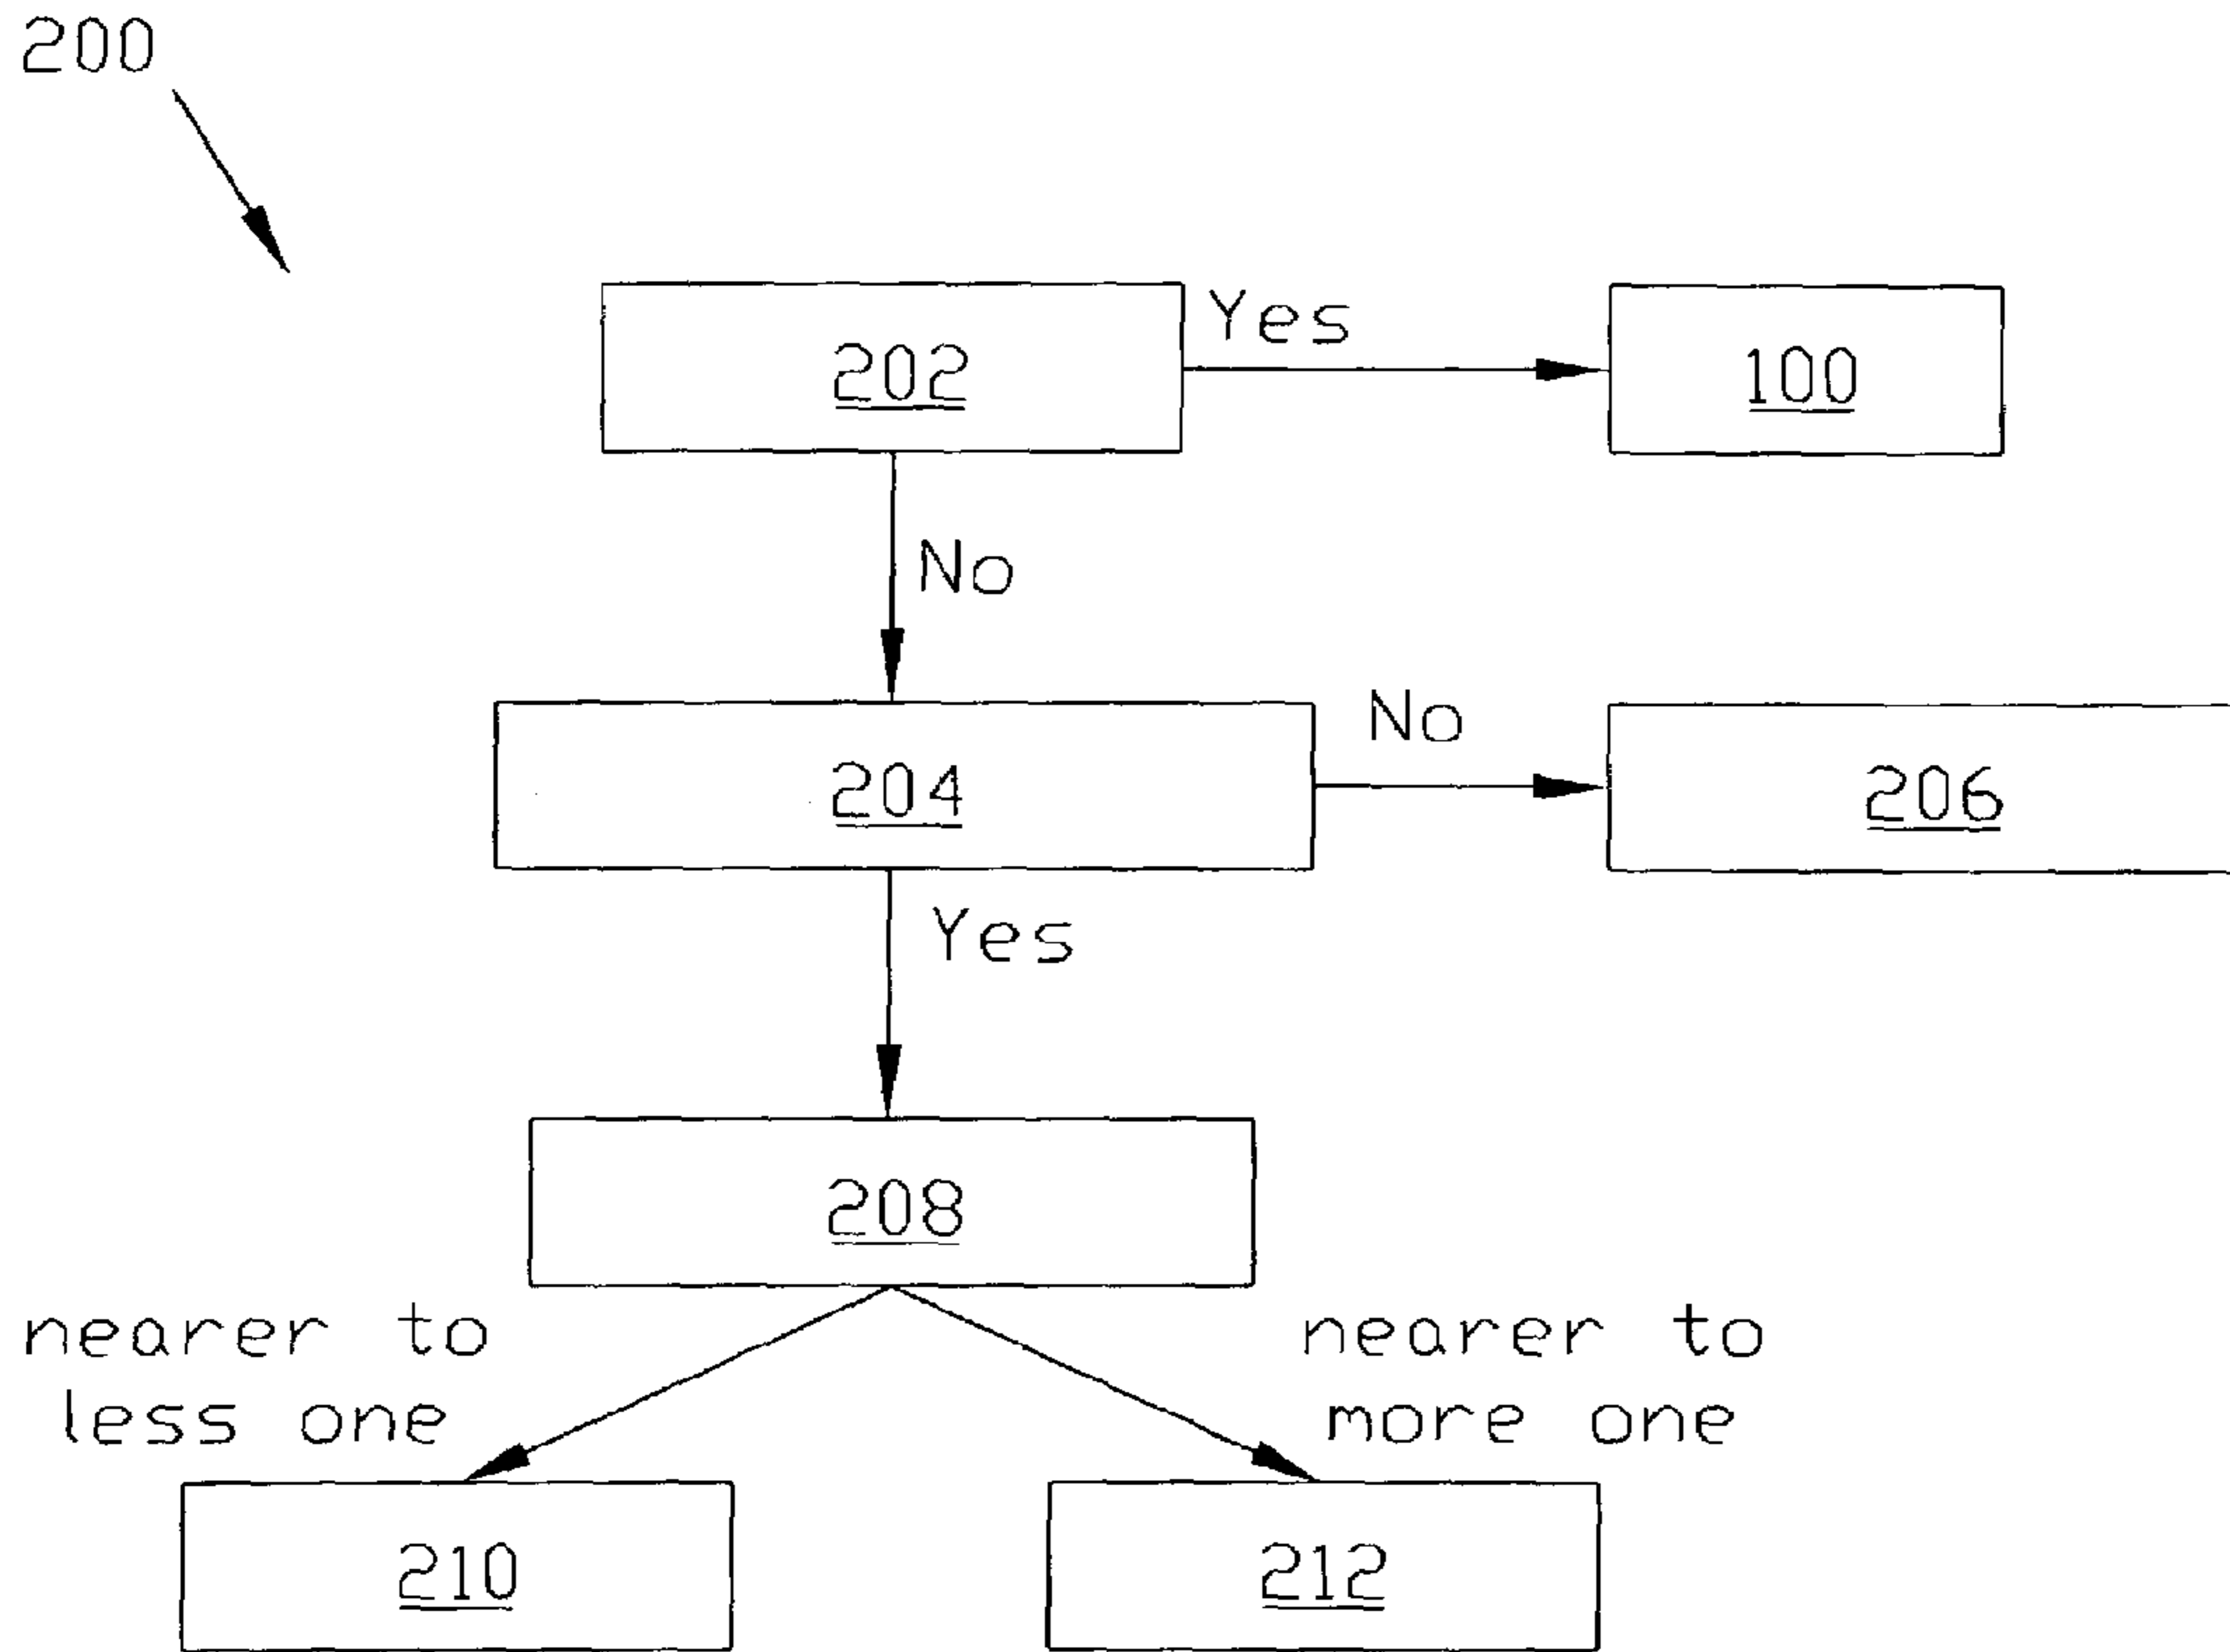 200
202
Yes
100
No
204
No
206
Yes
208
nearer to
less one
nearer to
more one
210
212